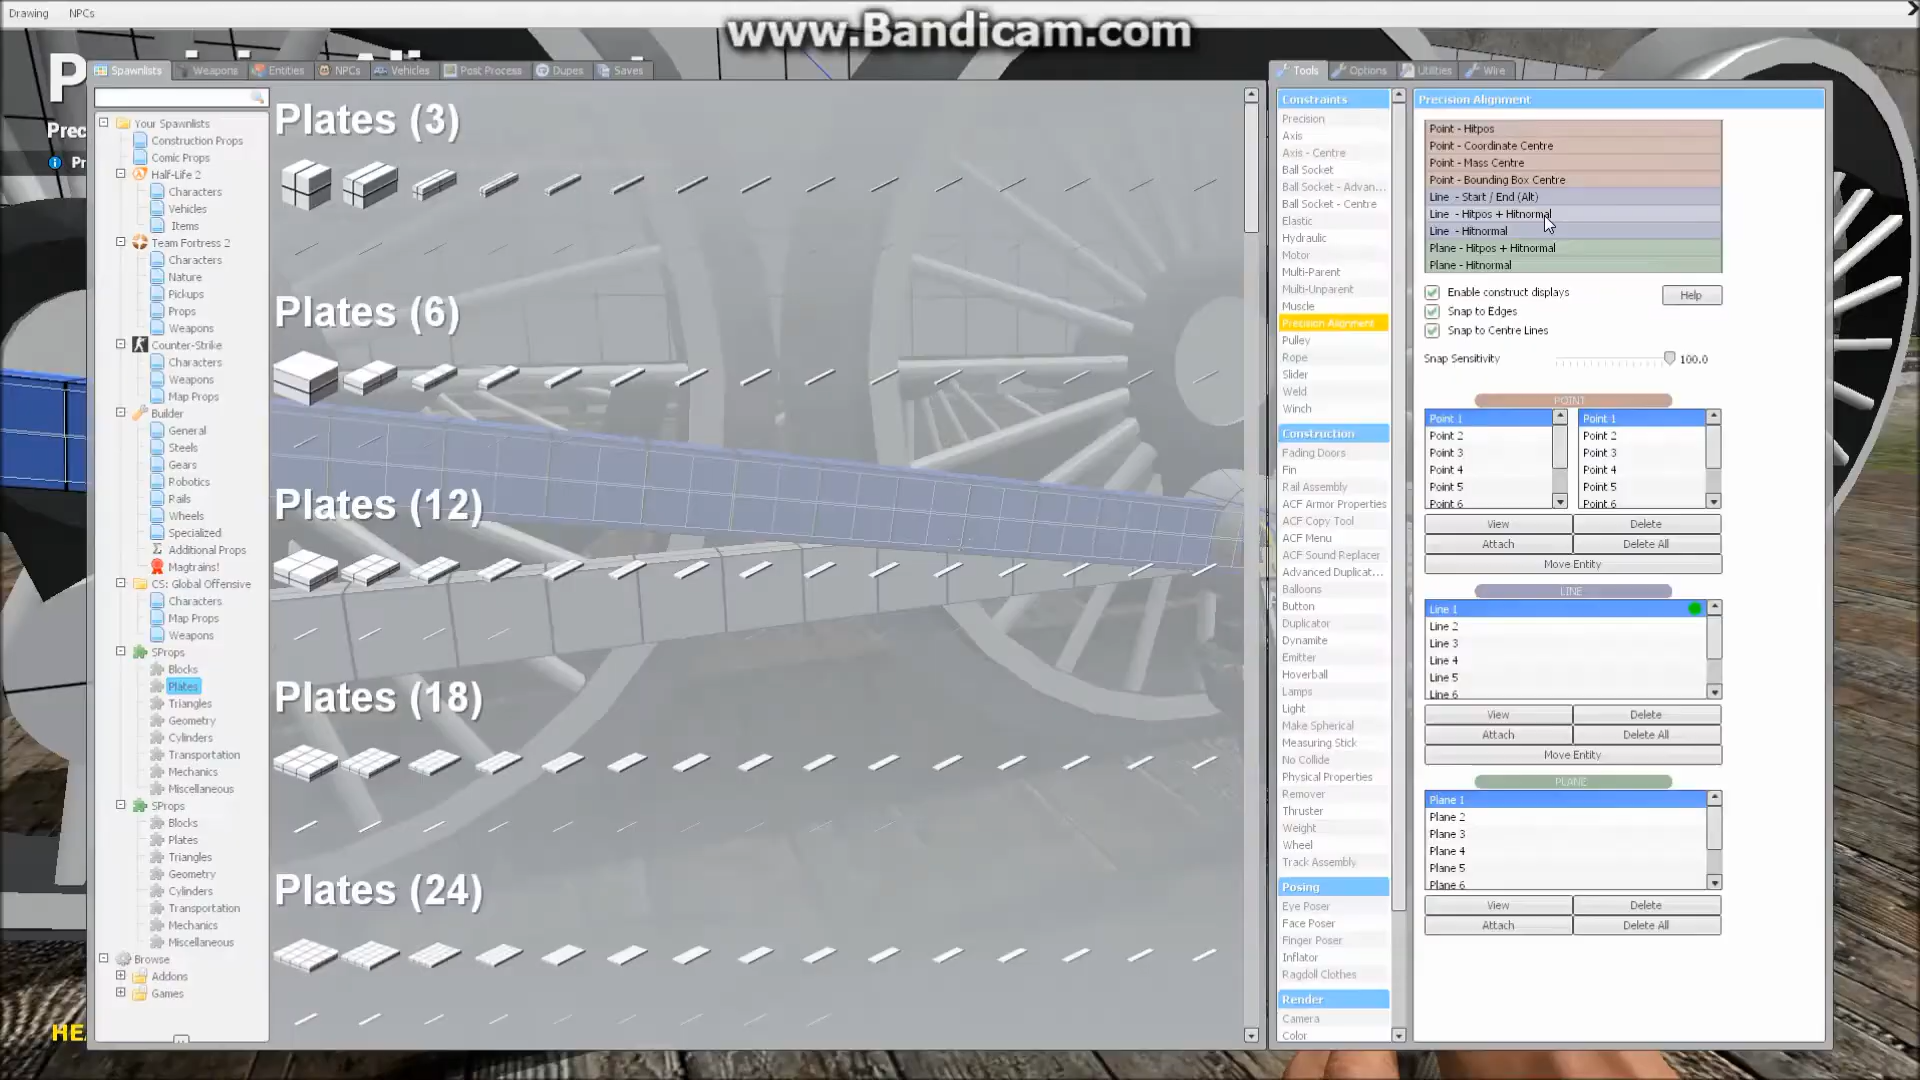 Drawing NPCs
www.Bandicam.com
P
Prec
Pr
HEA
Spawnlists Weapons Entities NPCs Vehicles Post Process Dupes Saves
Your Spawnlists
Construction Props
Comic Props
Half-Life 2
Characters
Vehicles
Items
Team Fortress 2
Characters
Nature
Pickups
Props
Weapons
Counter-Strike
Characters
Weapons
Map Props
Builder
General
Steels
Gears
Robotics
Rails
Wheels
Specialized
Additional Props
Magtrains!
CS: Global Offensive
Characters
Map Props
Weapons
SProps
Blocks
Plates
Triangles
Geometry
Cylinders
Transportation
Mechanics
Miscellaneous
SProps
Blocks
Plates
Triangles
Geometry
Cylinders
Transportation
Mechanics
Miscellaneous
Browse
Addons
Games
Plates (3)
Plates (6)
Plates (12)
Plates (18)
Plates (24)
Tools Options Utilities Wire
Constraints
Precision
Axis
Axis - Centre
Ball Socket
Ball Socket - Advan...
Ball Socket - Centre
Elastic
Hydraulic
Motor
Multi-Parent
Multi-Unparent
Muscle
Precision Alignment
Pulley
Rope
Slider
Weld
Winch
Construction
Fading Doors
Fin
Rail Assembly
ACF Armor Properties
ACF Copy Tool
ACF Menu
ACF Sound Replacer
Advanced Duplicat...
Balloons
Button
Duplicator
Dynamite
Emitter
Hoverball
Lamps
Light
Make Spherical
Measuring Stick
No Collide
Physical Properties
Remover
Thruster
Weight
Wheel
Track Assembly
Posing
Eye Poser
Face Poser
Finger Poser
Inflator
Ragdoll Clothes
Render
Camera
Color
Precision Alignment
Point - Hitpos
Point - Coordinate Centre
Point - Mass Centre
Point - Bounding Box Centre
Line - Start / End (Alt)
Line - Hitpos + Hitnormal
Line - Hitnormal
Plane - Hitpos + Hitnormal
Plane - Hitnormal
Enable construct displays Help
Snap to Edges
Snap to Centre Lines
Snap Sensitivity 100.0
POINT
Point 1 Point 1
Point 2 Point 2
Point 3 Point 3
Point 4 Point 4
Point 5 Point 5
Point 6 Point 6
View Delete
Attach Delete All
Move Entity
LINE
Line 1
Line 2
Line 3
Line 4
Line 5
Line 6
View Delete
Attach Delete All
Move Entity
PLANE
Plane 1
Plane 2
Plane 3
Plane 4
Plane 5
Plane 6
View Delete
Attach Delete All